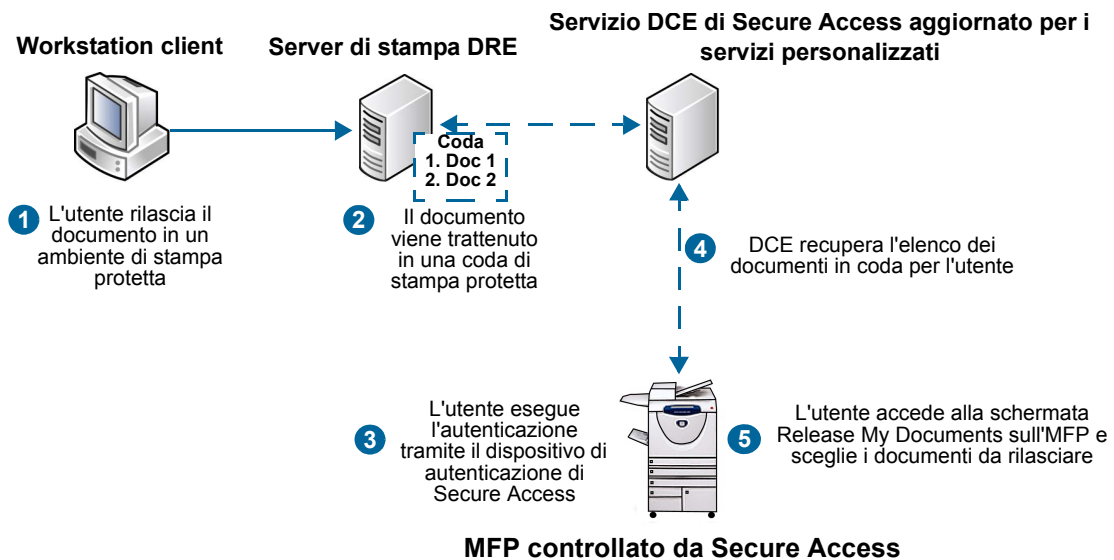 Workstation client
Server di stampa DRE
Servizio DCE di Secure Access aggiornato per i
servizi personalizzati
Coda
1. Doc 1
2. Doc 2
1
L'utente rilascia il
documento in un
ambiente di stampa
protetta
2
Il documento
viene trattenuto
in una coda di
stampa protetta
4
DCE recupera l'elenco dei
documenti in coda per l'utente
3
L'utente esegue
l'autenticazione
tramite il dispositivo di
autenticazione di
Secure Access
5
L'utente accede alla schermata
Release My Documents sull'MFP e
sceglie i documenti da rilasciare
MFP controllato da Secure Access